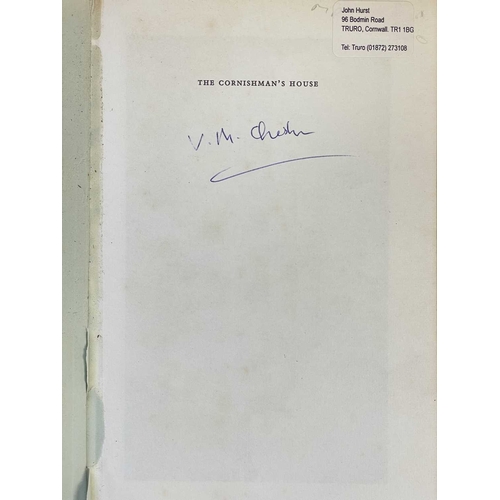 John Hurst
96 Bodmin Road
TRURO, Cornwall. TR1 1BG
Tel: Truro (01872) 273108
THE CORNISHMAN'S HOUSE
V. M. Chesher